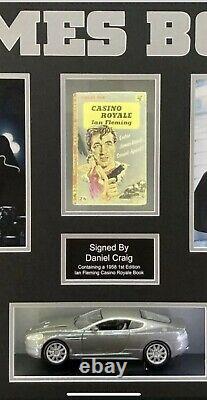 MES BO
CASINO
ROYALE
Ian Fleming
Signed By
Daniel Craig
Containing a 1958 1st Edition
Ian Fleming Casino Royale Book